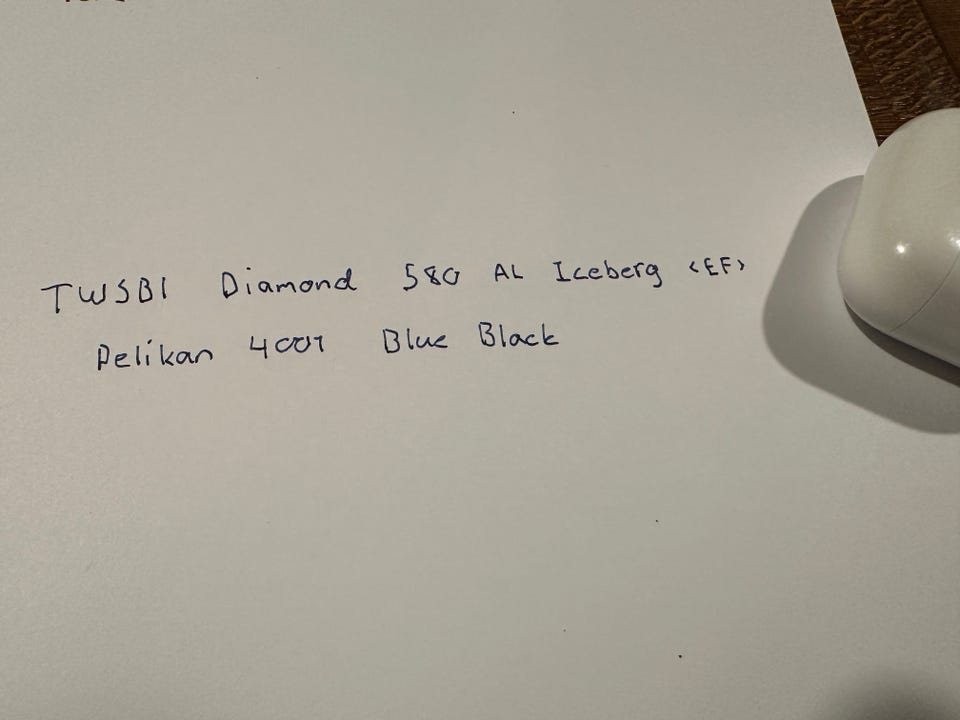 TWSBI Diamond 580 AL Iceberg <EF>
Pelikan 4001 Blue Black